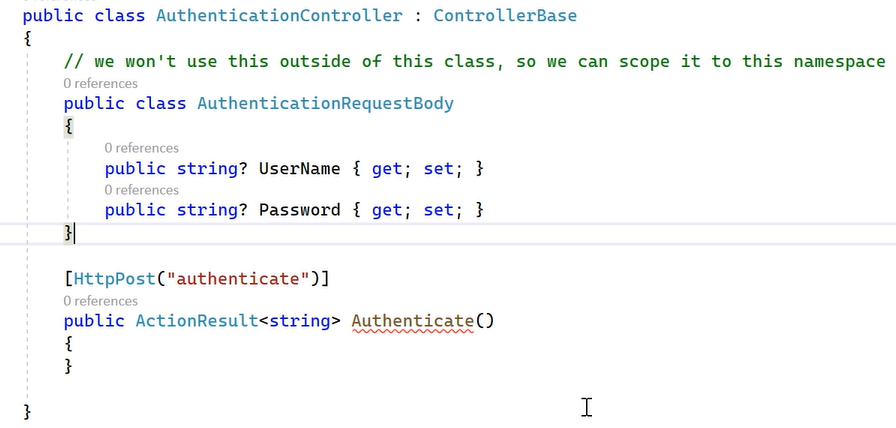 public class AuthenticationController : ControllerBase
{
// we won't use this outside of this class, so we can scope it to this namespace
0 references
public class AuthenticationRequestBody
{
0 references
public string? UserName { get; set; }
0 references
public string? Password { get; set; }
}
[HttpPost("authenticate")]
0 references
public ActionResult<string> Authenticate()
{
}
}